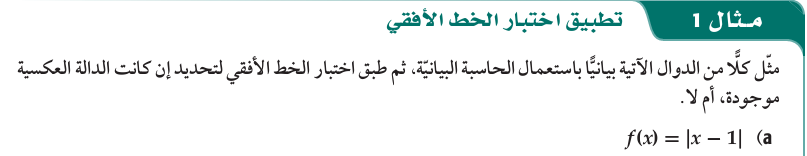 مـثـال 1 تطبيق اختبار الخط الأفقي
مثّل كلًّا من الدوال الآتية بيانيًّا باستعمال الحاسبة البيانيّة، ثم طبق اختبار الخط الأفقي لتحديد إن كانت الدالة العكسية
موجودة، أم لا.
f(x) = |x − 1| (a